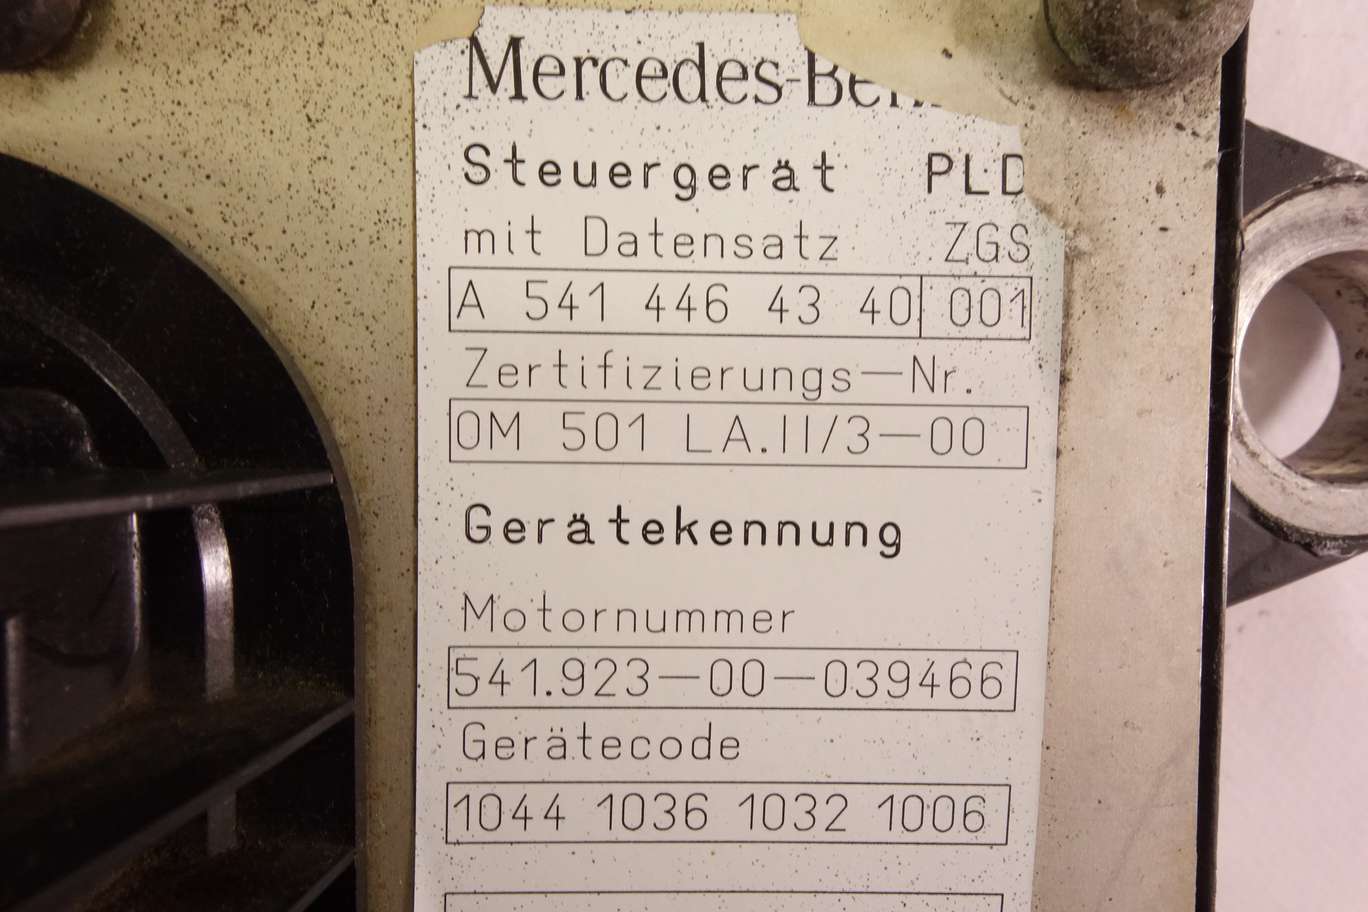 Mercedes-Ben
Steuergerät PLD
mit Datensatz ZGS
A 541 446 43 40 001
Zertifizierungs-Nr.
OM 501 LA.II/3-00
Gerätekennung
Motornummer
541.923-00-039466
Gerätecode
1044 1036 1032 1006